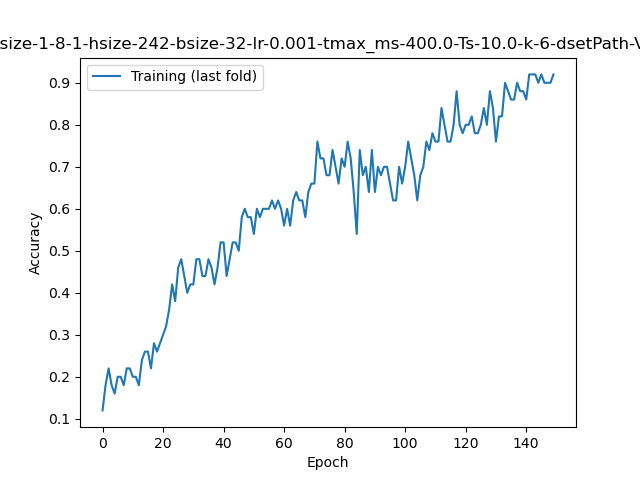 size-1-8-1-hsize-242-bsize-32-lr-0.001-tmax_ms-400.0-Ts-10.0-k-6-dsetPath-V
Training (last fold)
Accuracy
0.9
0.8
0.7
0.6
0.5
0.4
0.3
0.2
0.1
0 20 40 60 80 100 120 140
Epoch